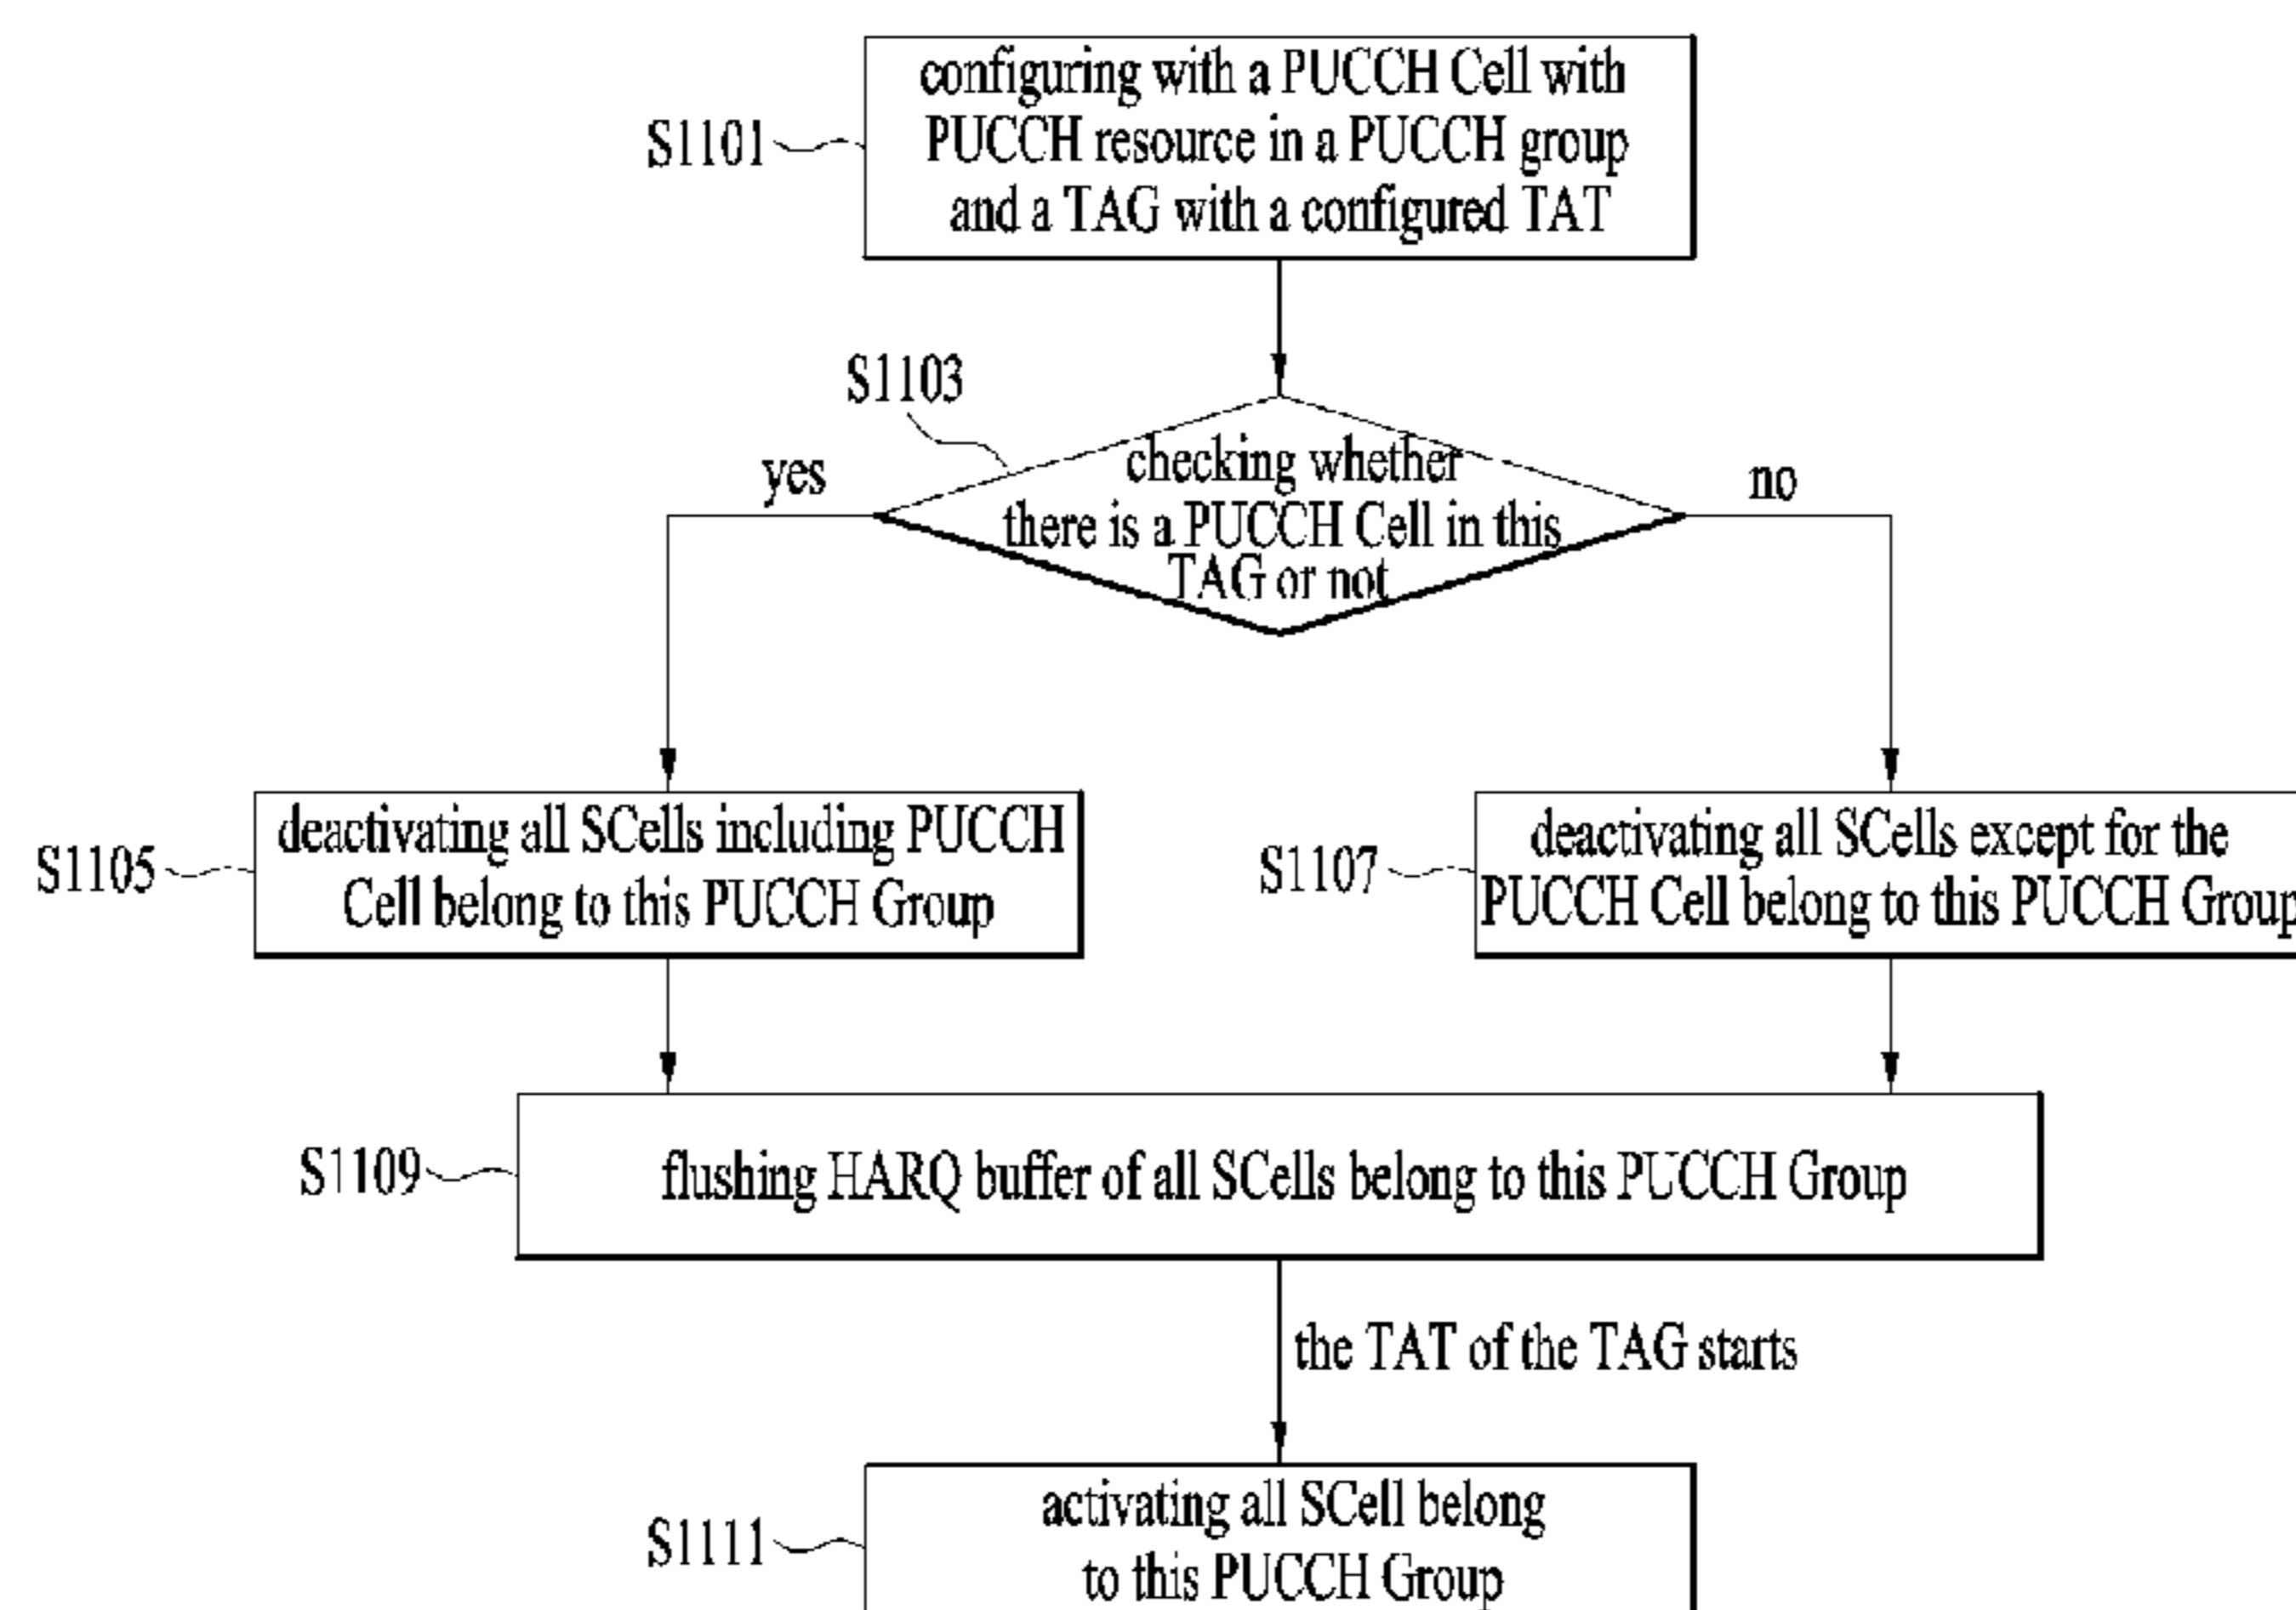 configuring with a PUCCH Cell with
PUCCH resource in a PUCCH group
and a TAG with a configured TAT
S1101
S1103
checking whether
there is a PUCCH Cell in this
TAG or not
yes
no
deactivating all SCells including PUCCH
Cell belong to this PUCCH Group
S1105
deactivating all SCells except for the
PUCCH Cell belong to this PUCCH Group
S1107
flushing HARQ buffer of all SCells belong to this PUCCH Group
S1109
the TAT of the TAG starts
activating all SCell belong
to this PUCCH Group
S1111